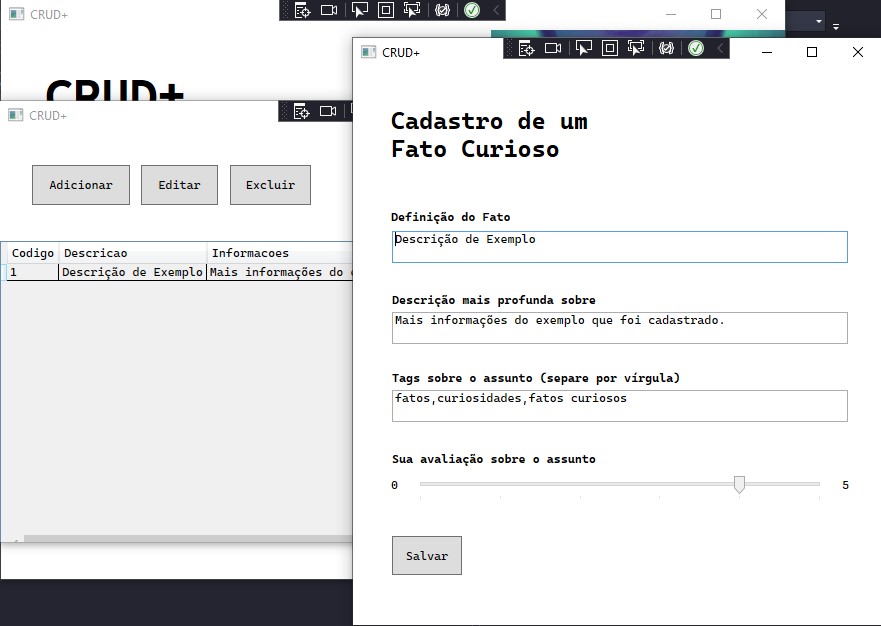 CRUD+
CRUD+
CRUD+
Adicionar
Editar
Excluir
Codigo Descricao Informacoes
1 Descrição de Exemplo Mais informações do
CRUD+
Cadastro de um
Fato Curioso
Definição do Fato
Descrição de Exemplo
Descrição mais profunda sobre
Mais informações do exemplo que foi cadastrado.
Tags sobre o assunto (separe por vírgula)
fatos,curiosidades,fatos curiosos
Sua avaliação sobre o assunto
0 5
Salvar